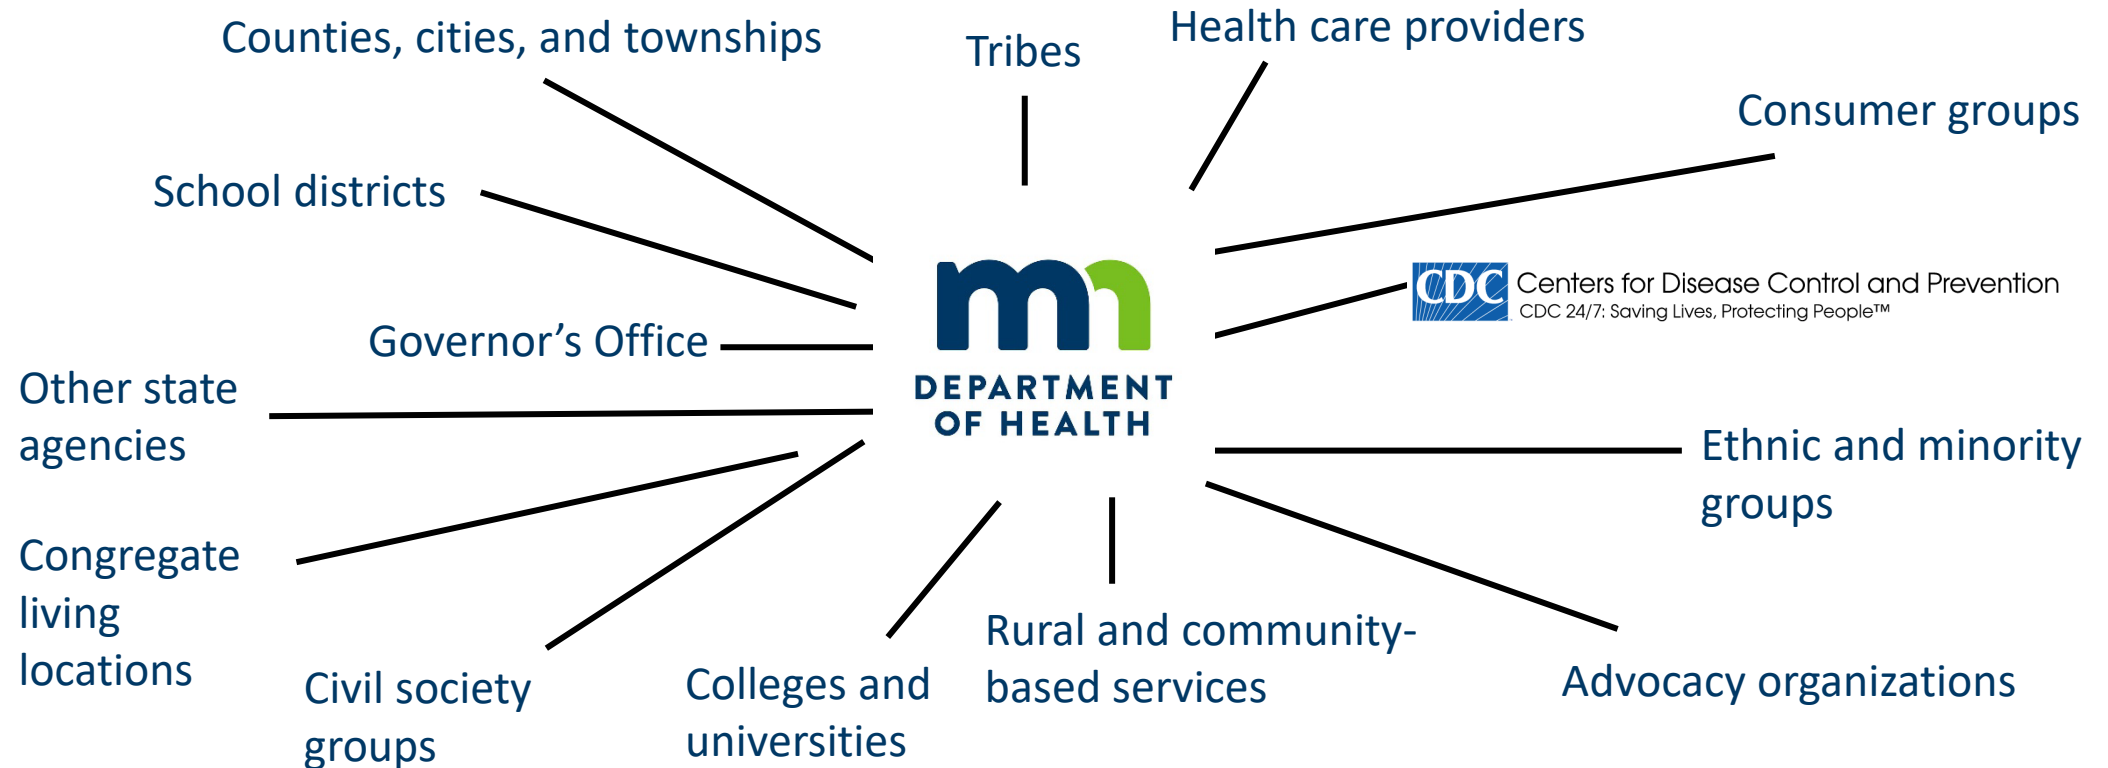 Counties, cities, and townships
Tribes
Health care providers
Consumer groups
School districts
CDC Centers for Disease Control and Prevention
CDC 24/7: Saving Lives, Protecting People™
Governor’s Office
mn
DEPARTMENT
OF HEALTH
Other state
agencies
Ethnic and minority
groups
Congregate
living
locations
Civil society
groups
Colleges and
universities
Rural and community-
based services
Advocacy organizations